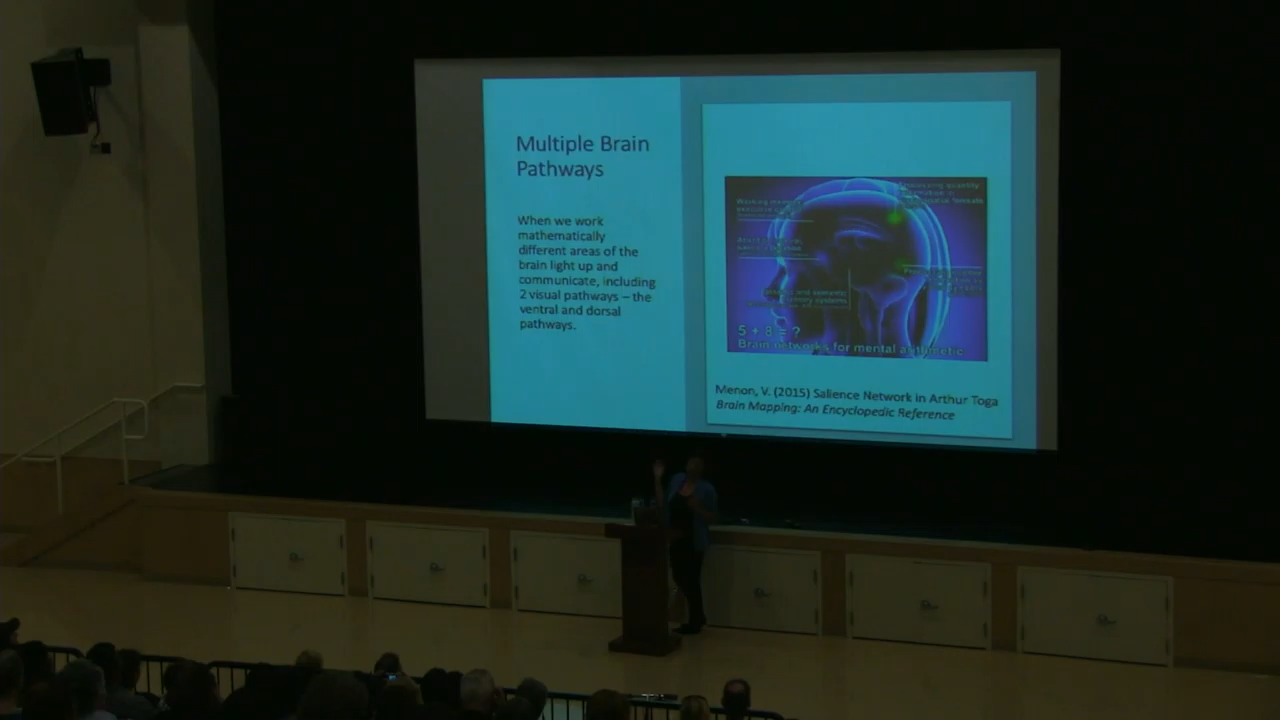 Multiple Brain
Pathways
When we work
mathematically
different areas of the
brain light up and
communicate, including
2 visual pathways – the
ventral and dorsal
pathways.
5 + 8 = ?
Brain networks for mental arithmetic
Menon, V. (2015) Salience Network in Arthur Toga
Brain Mapping: An Encyclopedic Reference